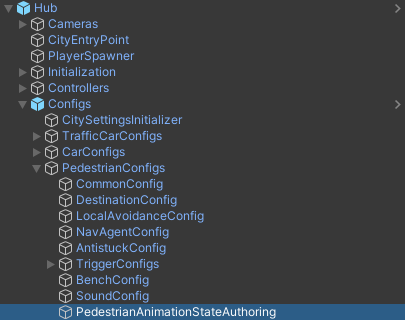 Hub
Cameras
CityEntryPoint
PlayerSpawner
Initialization
Controllers
Configs
CitySettingsInitializer
TrafficCarConfigs
CarConfigs
PedestrianConfigs
CommonConfig
DestinationConfig
LocalAvoidanceConfig
NavAgentConfig
AntistuckConfig
TriggerConfigs
BenchConfig
SoundConfig
PedestrianAnimationStateAuthoring